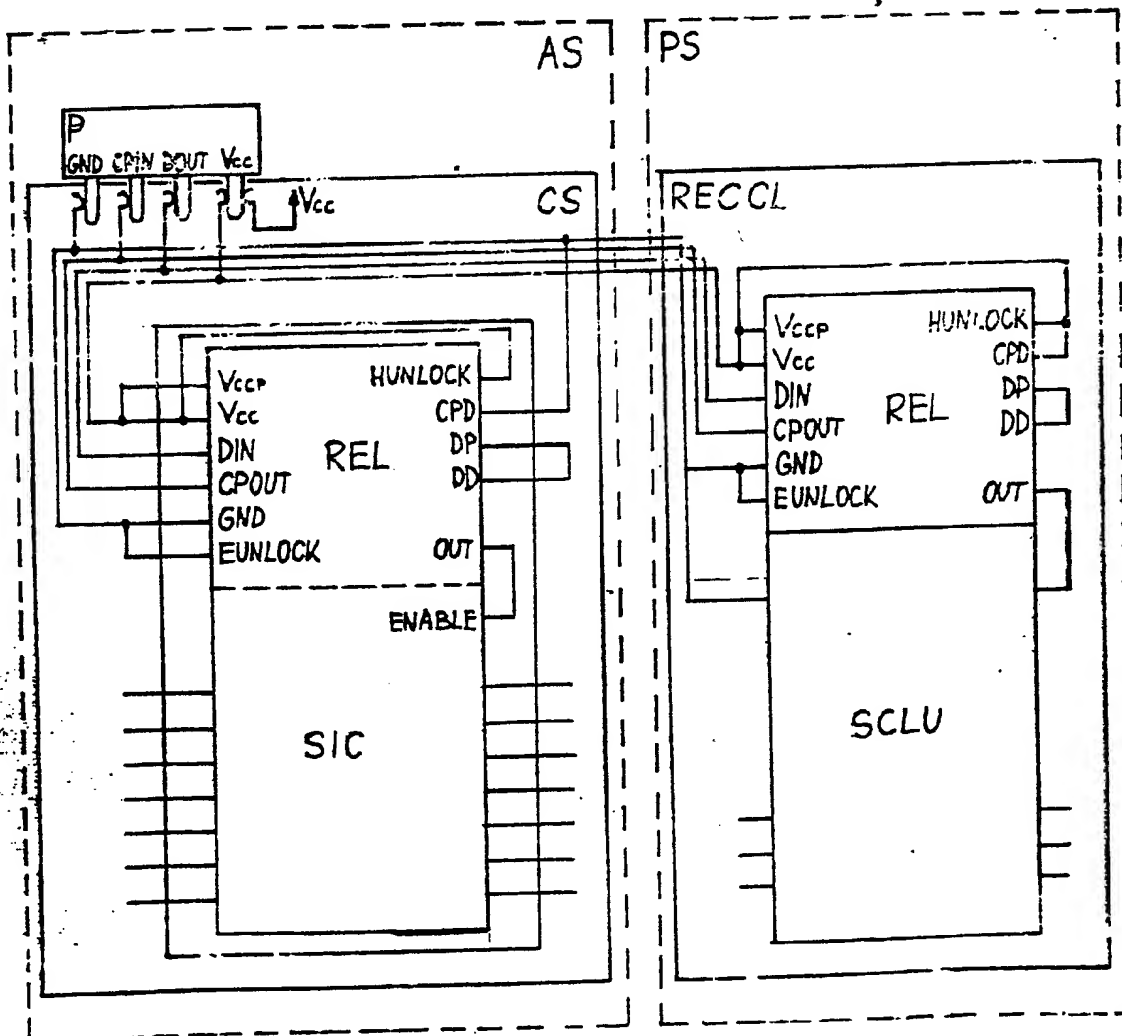 AS
PS
P
GND CPIN DOUT Vcc
Vcc
CS
RECCL
Vccp
Vcc
DIN
CPOUT
GND
EUNLOCK
REL
HUNLOCK
CPD
DP
DD
OUT
ENABLE
SIC
Vccp
Vcc
DIN
CPOUT
GND
EUNLOCK
REL
HUNLOCK
CPD
DP
DD
OUT
SCLU